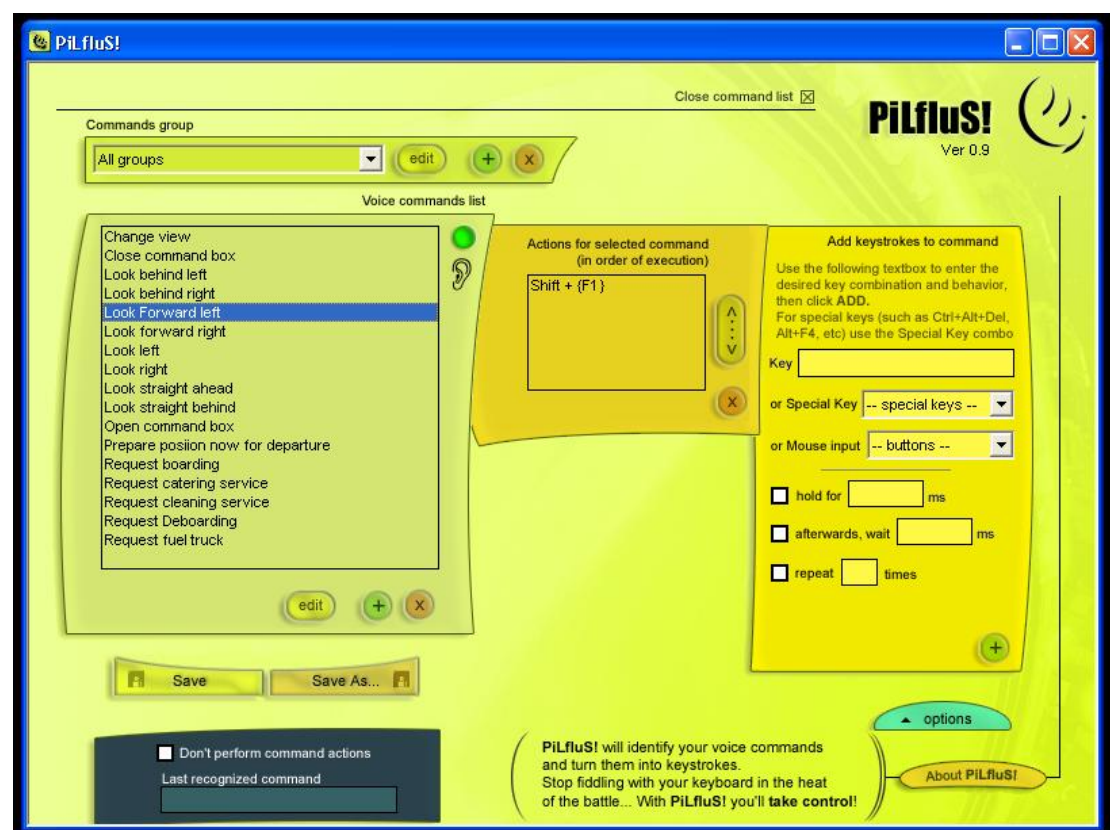 PiLfluS!
Close command list
PiLfluS!
Ver 0.9
Commands group
All groups
edit
+
x
Voice commands list
Change view
Close command box
Look behind left
Look behind right
Look Forward left
Look forward right
Look left
Look right
Look straight ahead
Look straight behind
Open command box
Prepare posiion now for departure
Request boarding
Request catering service
Request cleaning service
Request Deboarding
Request fuel truck
edit
+
x
Actions for selected command
(in order of execution)
Shift + {F1}
x
Add keystrokes to command
Use the following textbox to enter the
desired key combination and behavior,
then click ADD.
For special keys (such as Ctrl+Alt+Del,
Alt+F4, etc) use the Special Key combo
Key
or Special Key -- special keys --
or Mouse input -- buttons --
hold for ms
afterwards, wait ms
repeat times
+
Save
Save As...
options
Don't perform command actions
Last recognized command
PiLfluS! will identify your voice commands
and turn them into keystrokes.
Stop fiddling with your keyboard in the heat
of the battle... With PiLfluS! you'll take control!
About PiLfluS!